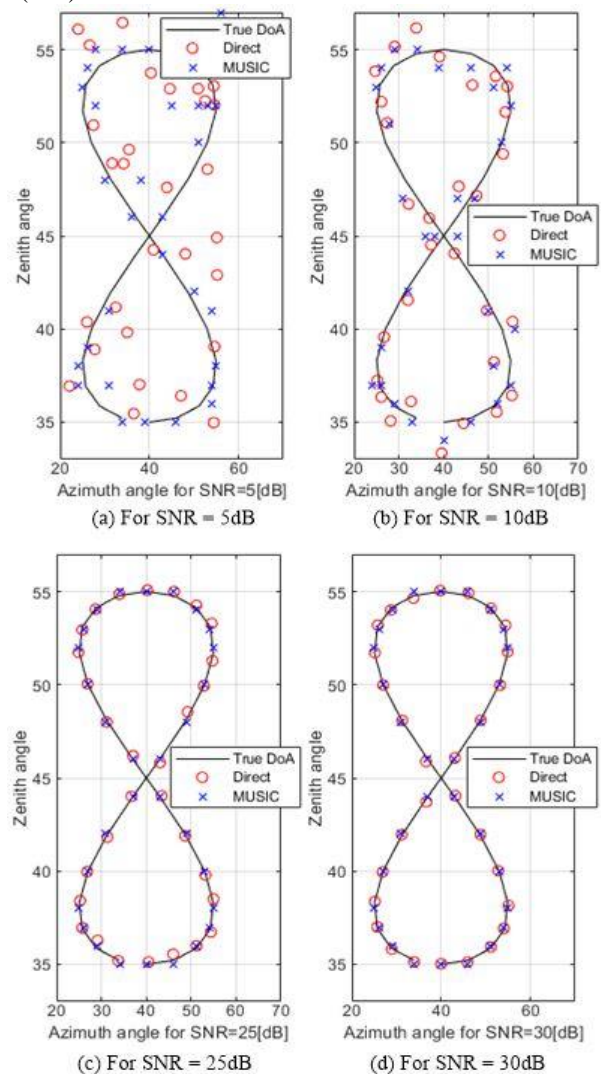 True DoA
Direct
MUSIC
55
50
45
40
35
Zenith angle
20 40 60
Azimuth angle for SNR=5[dB]
(a) For SNR = 5dB
True DoA
Direct
MUSIC
55
50
45
40
35
Zenith angle
20 30 40 50 60 70
Azimuth angle for SNR=10[dB]
(b) For SNR = 10dB
True DoA
Direct
MUSIC
55
50
45
40
35
Zenith angle
20 30 40 50 60 70
Azimuth angle for SNR=25[dB]
(c) For SNR = 25dB
True DoA
Direct
MUSIC
55
50
45
40
35
Zenith angle
20 40 60
Azimuth angle for SNR=30[dB]
(d) For SNR = 30dB